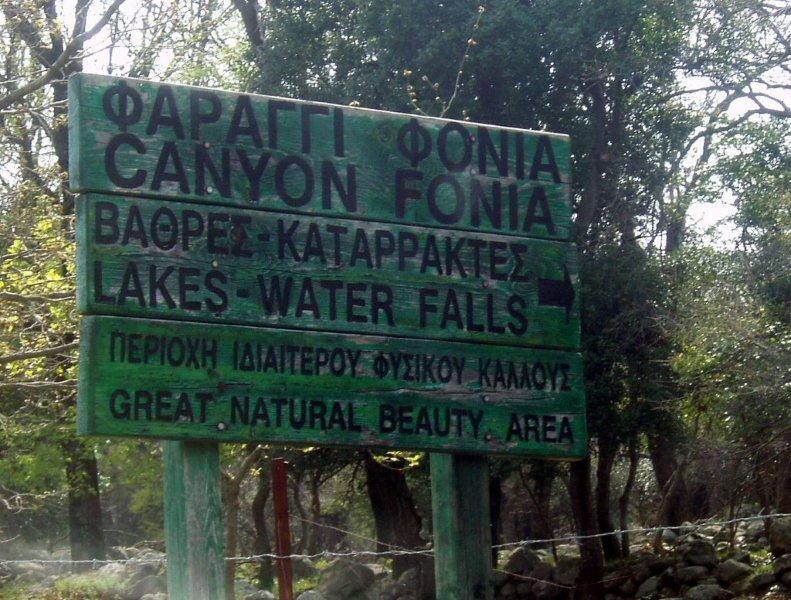 ΦΑΡΑΓΓΙ ΦΟΝΙΑ
CANYON FONIA
ΒΑΘΡΕΣ-ΚΑΤΑΡΡΑΚΤΕΣ
LAKES-WATER FALLS
ΠΕΡΙΟΧΗ ΙΔΙΑΙΤΕΡΟΥ ΦΥΣΙΚΟΥ ΚΑΛΛΟΥΣ
GREAT NATURAL BEAUTY AREA